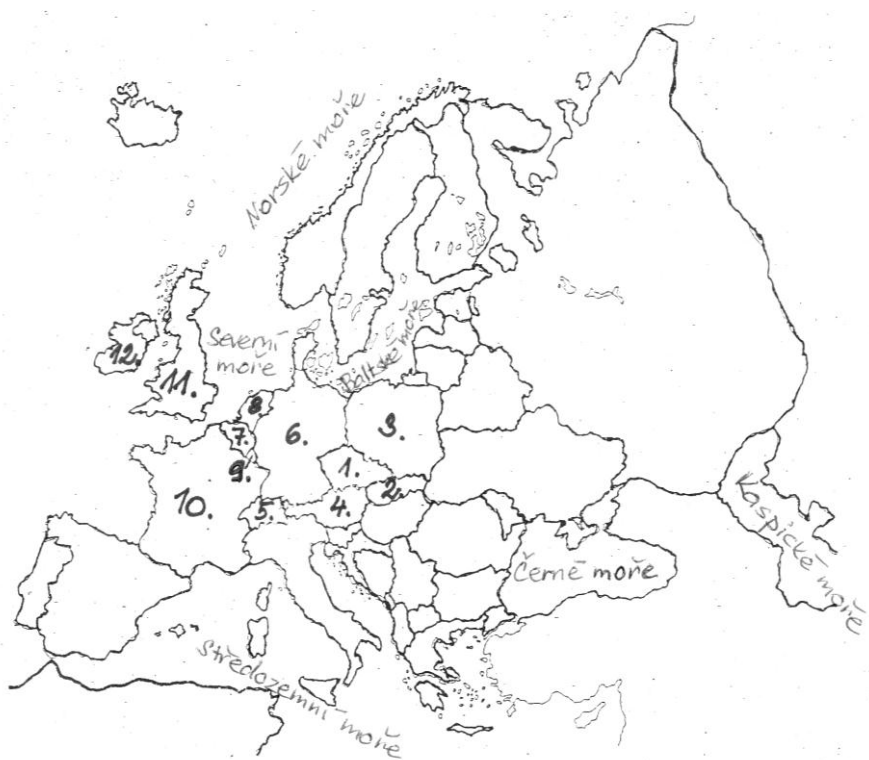 Norské moře
Severní
moře
Baltské moře
12.
11.
8.
7.
6.
3.
9.
1.
2.
10.
5.
4.
Kaspické moře
Černé moře
Středozemní moře